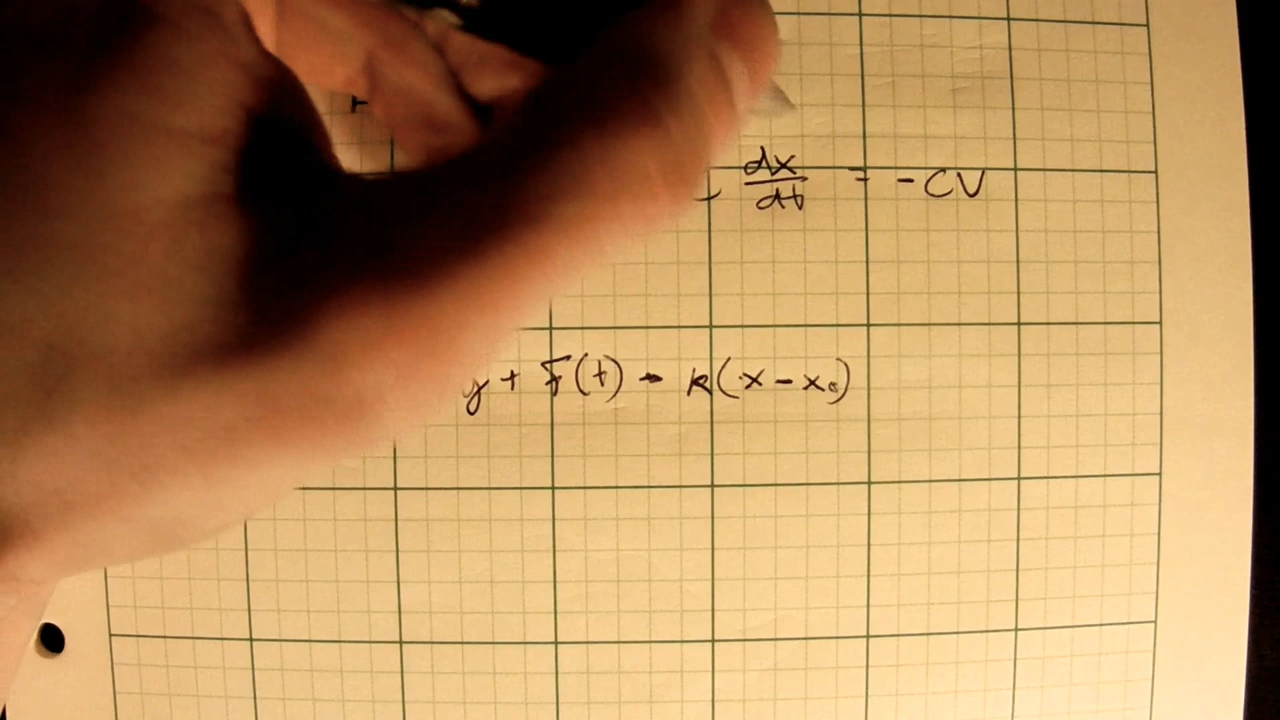 dx/dt = -CV
y + F(t) - k(x - x₀)